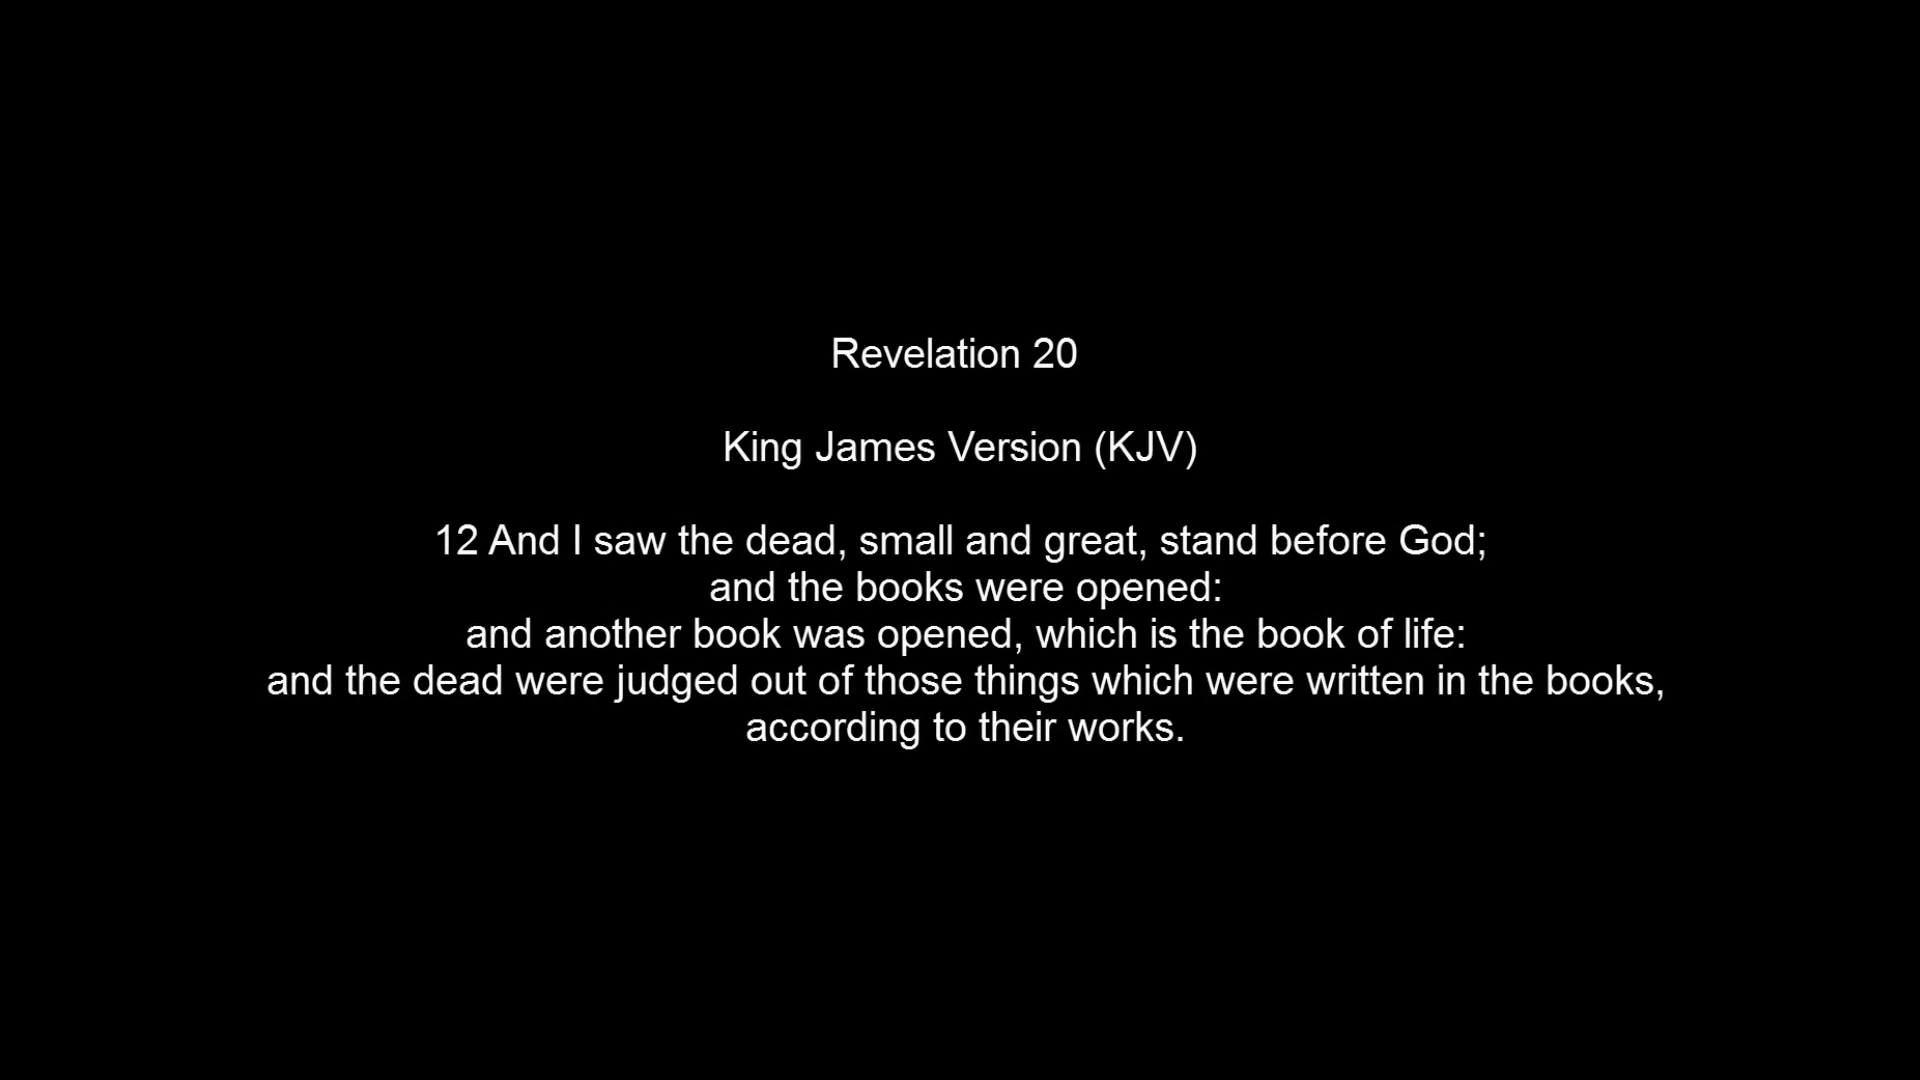 Revelation 20
King James Version (KJV)
12 And I saw the dead, small and great, stand before God;
and the books were opened:
and another book was opened, which is the book of life:
and the dead were judged out of those things which were written in the books,
according to their works.